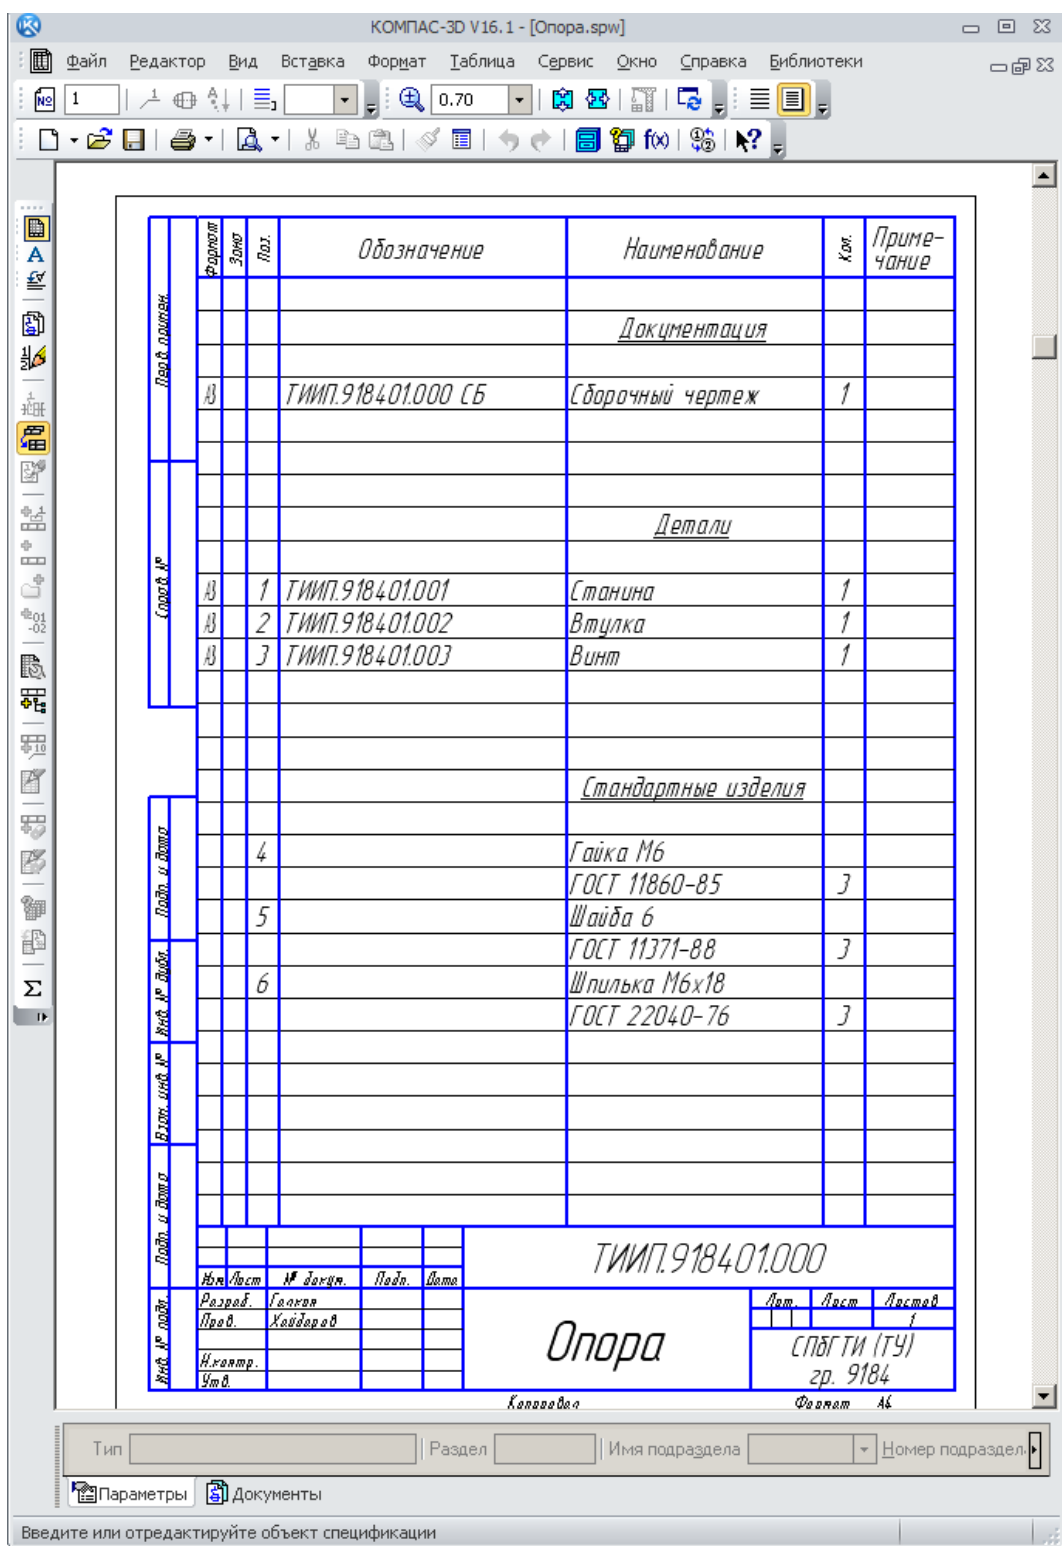 КОМПАС-3D V16.1 - [Опора.spw]
Файл Редактор Вид Вставка Формат Таблица Сервис Окно Справка Библиотеки
№ 1 0.70
f(x)
Формат Зона Поз. Обозначение Наименование Кол. Приме-
чание
Перв. примен.
Документация
А3 ТИИП.918401.000 СБ Сборочный чертеж 1
Справ. №
Детали
А3 1 ТИИП.918401.001 Станина 1
А3 2 ТИИП.918401.002 Втулка 1
А3 3 ТИИП.918401.003 Винт 1
Стандартные изделия
4 Гайка М6
ГОСТ 11860-85 3
5 Шайба 6
ГОСТ 11371-88 3
6 Шпилька М6х18
ГОСТ 22040-76 3
Подп. и дата
Инв. № дубл.
Взам. инв. №
Подп. и дата
Инв. № подл.
ТИИП.918401.000
Изм Лист № докум. Подп. Дата
Разраб. Галкин
Пров. Хайдаров
Н.контр.
Утв.
Опора
Лит. Лист Листов
1
СПбГТИ (ТУ)
гр. 9184
Копировал Формат А4
Тип Раздел Имя подраздела Номер подраздел
Параметры Документы
Введите или отредактируйте объект спецификации